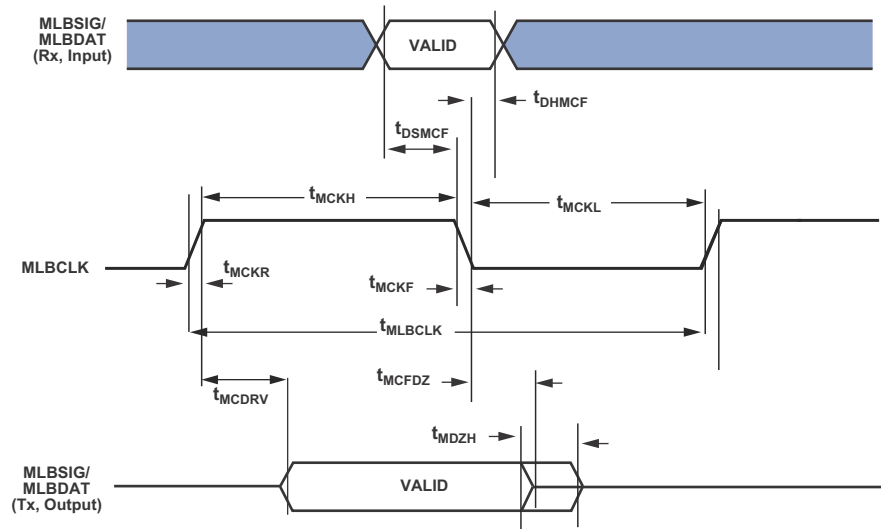 MLBSIG/
MLBDAT
(Rx, Input)
VALID
tDHMCF
tDSMCF
tMCKH
tMCKL
MLBCLK
tMCKR
tMCKF
tMLBCLK
tMCFDZ
tMCDRV
tMDZH
MLBSIG/
MLBDAT
(Tx, Output)
VALID